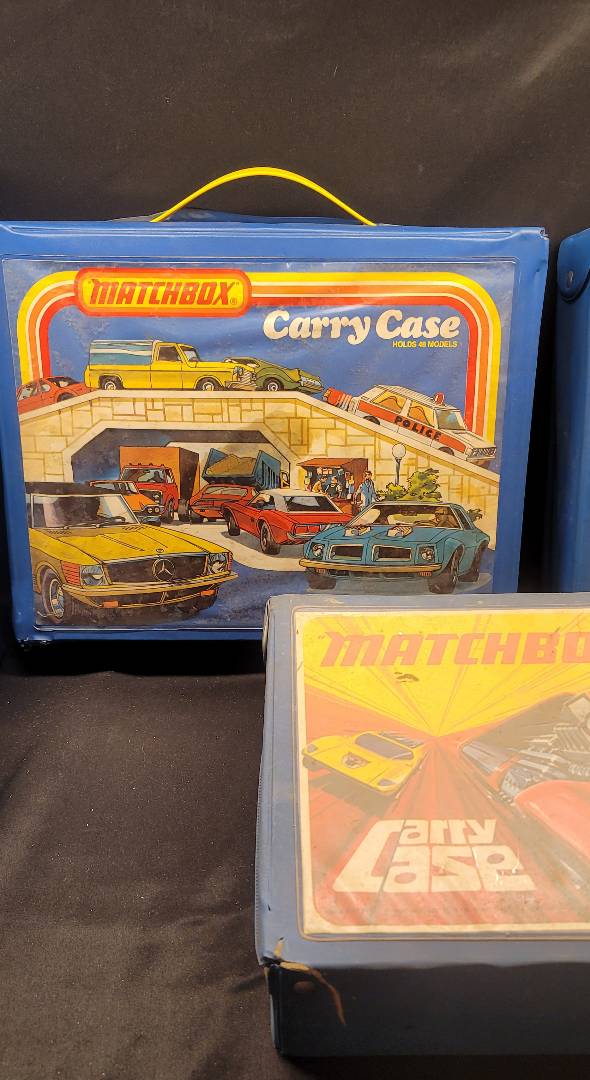 "MATCHBOX"®
Carry Case
HOLDS 48 MODELS
POLICE
"MATCHBO
Carry
Case